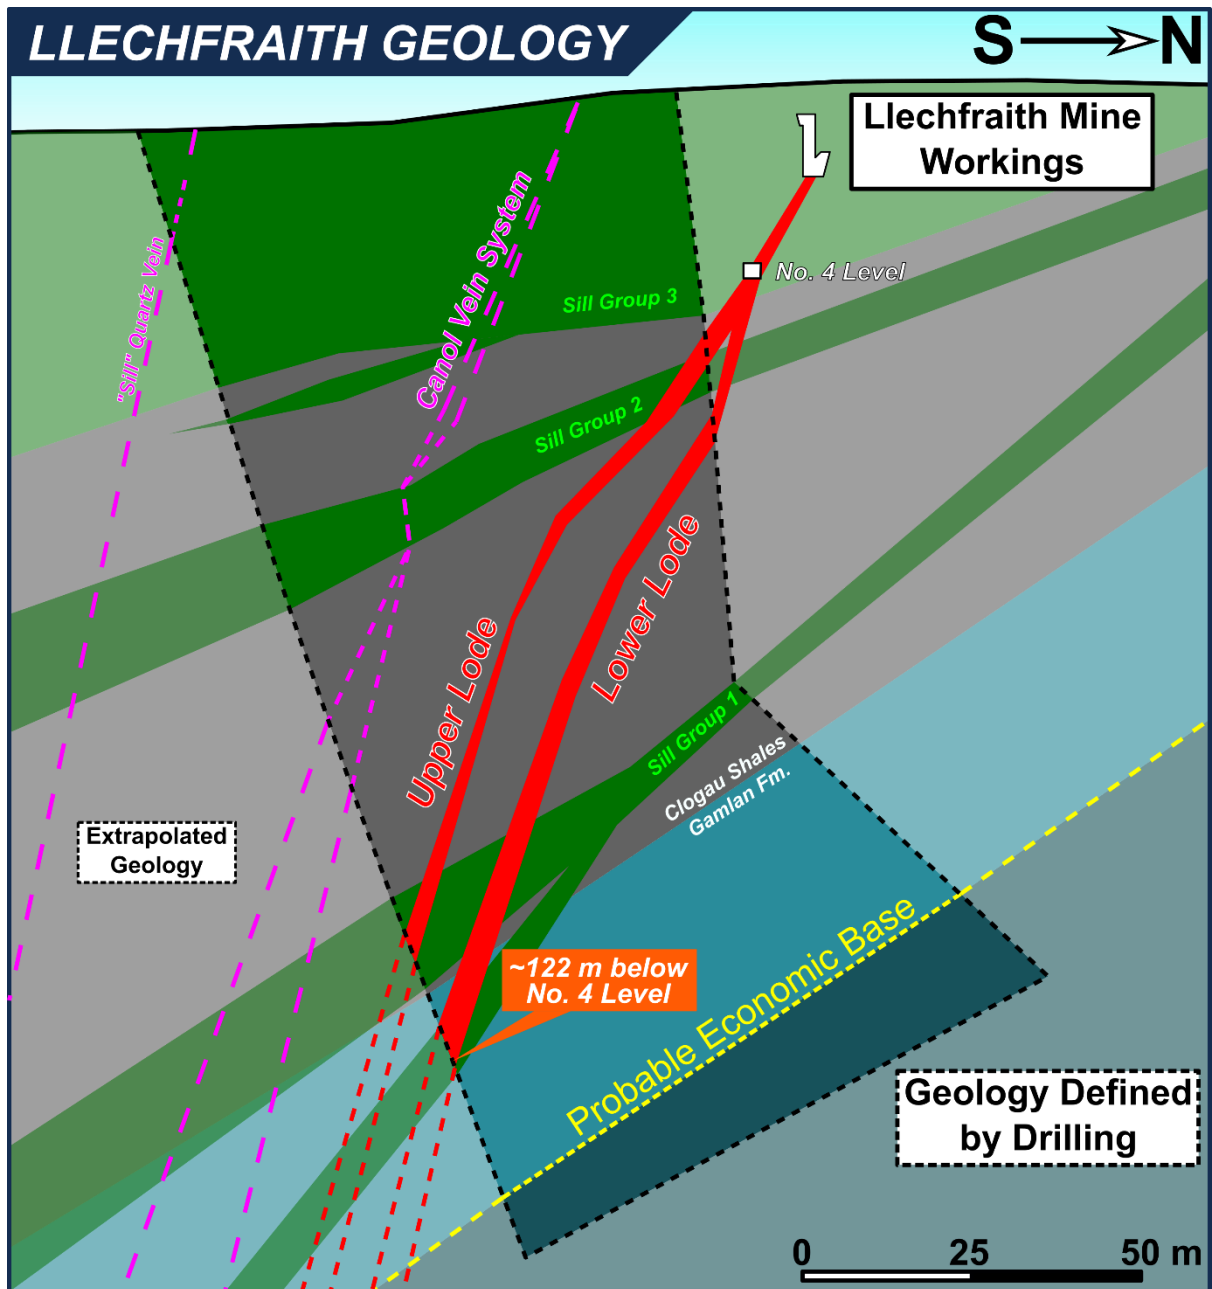 LLECHFRAITH GEOLOGY
S N
Llechfraith Mine
Workings
No. 4 Level
"Sill" Quartz Vein
Canol Vein System
Sill Group 3
Sill Group 2
Upper Lode
Lower Lode
Sill Group 1
Clogau Shales
Gamlan Fm.
Extrapolated
Geology
~122 m below
No. 4 Level
Probable Economic Base
Geology Defined
by Drilling
0 25 50 m